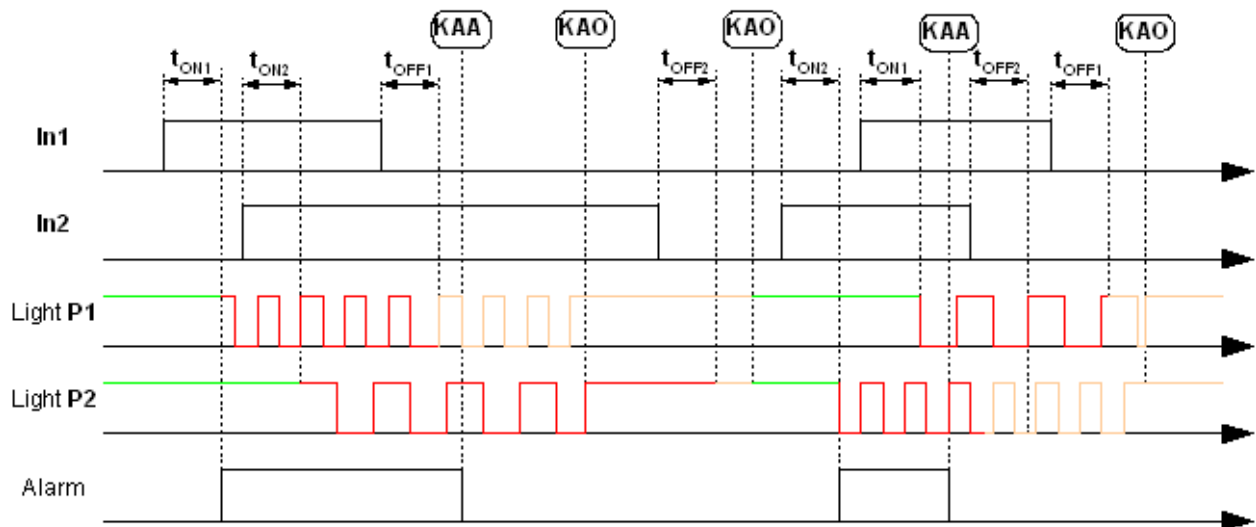 KAA KAO KAO KAA KAO
tON1 tON2 tOFF1 tOFF2 tON2 tON1 tOFF2 tOFF1
In1
In2
Light P1
Light P2
Alarm